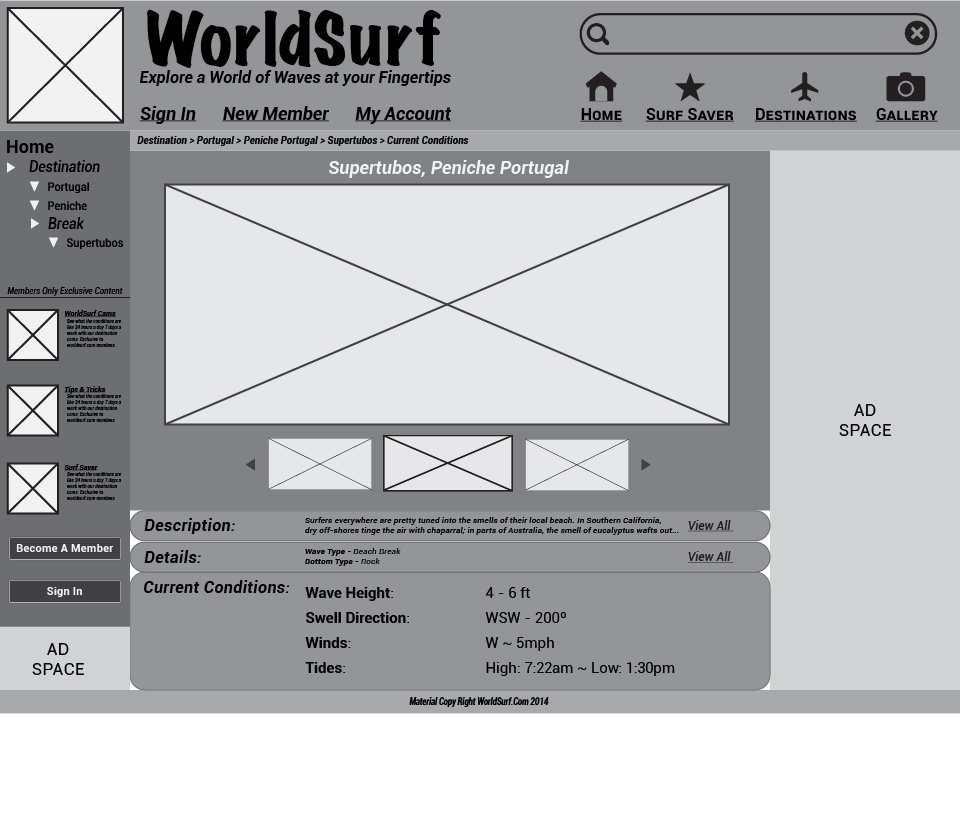 WorldSurf
Explore a World of Waves at your Fingertips
Sign In New Member My Account
Home Surf Saver Destinations Gallery
Destination > Portugal > Peniche Portugal > Supertubos > Current Conditions
Home
Destination
Portugal
Peniche
Break
Supertubos
Members Only Exclusive Content
WorldSurf Cams
See what the conditions are
like 24 hours a day 7 days a
week with our destination
cams. Exclusive to
worldsurf.com members
Tips & Tricks
See what the conditions are
like 24 hours a day 7 days a
week with our destination
cams. Exclusive to
worldsurf.com members
Surf Saver
See what the conditions are
like 24 hours a day 7 days a
week with our destination
cams. Exclusive to
worldsurf.com members
Become A Member
Sign In
AD
SPACE
Supertubos, Peniche Portugal
Description:
Surfers everywhere are pretty tuned into the smells of their local beach. In Southern California,
dry off-shores tinge the air with chaparral; in parts of Australia, the smell of eucalyptus wafts out...
View All
Details:
Wave Type - Beach Break
Bottom Type - Rock
View All
Current Conditions:
Wave Height: 4 - 6 ft
Swell Direction: WSW - 200º
Winds: W ~ 5mph
Tides: High: 7:22am ~ Low: 1:30pm
AD
SPACE
Material Copy Right WorldSurf.Com 2014